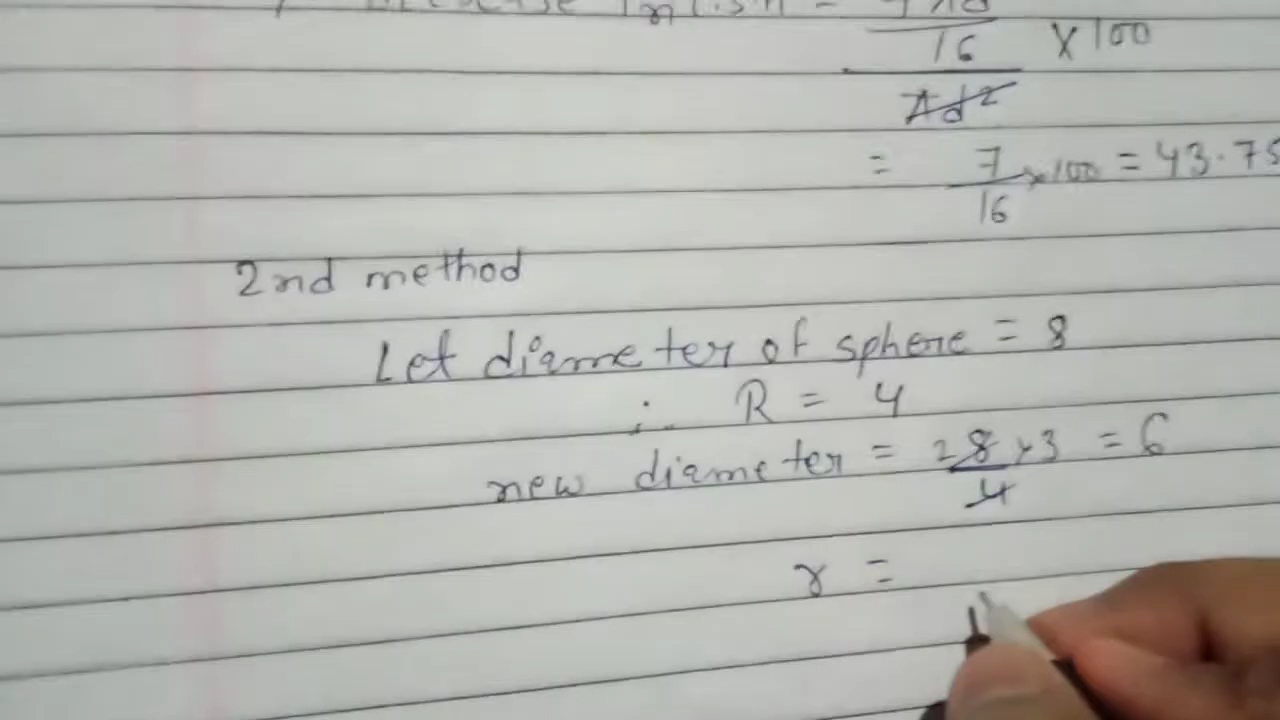 16 × 100
πd²
= 7/16 × 100 = 43.75
2nd method
Let diameter of sphere = 8
∴ R = 4
new diameter = 2 8 × 3 / 4 = 6
r =